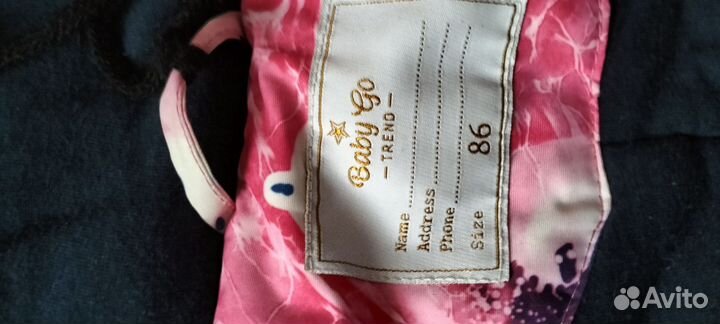 Baby Go
— TREND —
Name
Address
Phone
Size 86
Avito